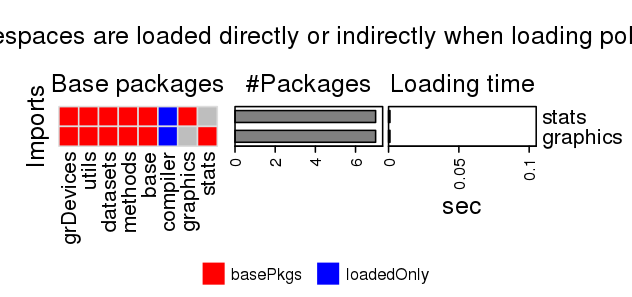 espaces are loaded directly or indirectly when loading pol
Base packages
#Packages
Loading time
Imports
stats
graphics
grDevices
utils
datasets
methods
base
compiler
graphics
stats
0
2
4
6
0
0.05
0.1
sec
basePkgs
loadedOnly